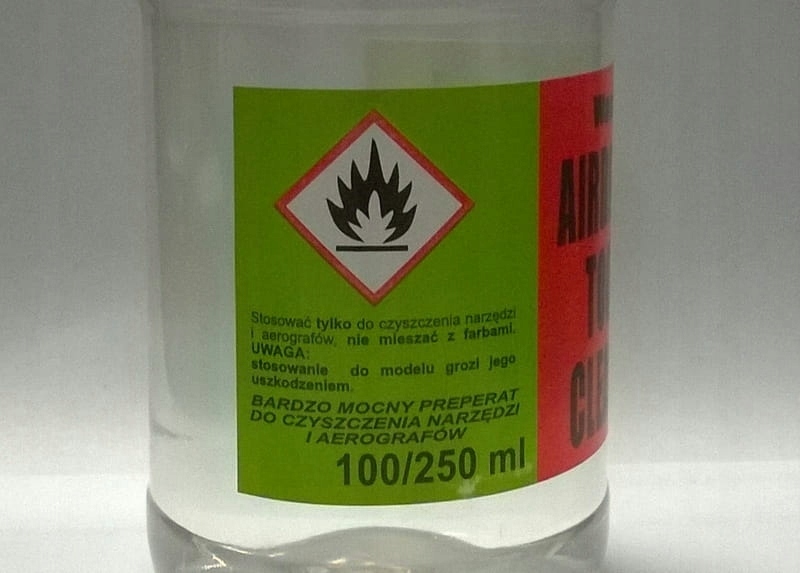 Stosować tylko do czyszczenia narzędzi
i aerografów, nie mieszać z farbami.
UWAGA:
stosowanie do modelu grozi jego
uszkodzeniem.
BARDZO MOCNY PREPERAT
DO CZYSZCZENIA NARZĘDZI
I AEROGRAFÓW
100/250 ml